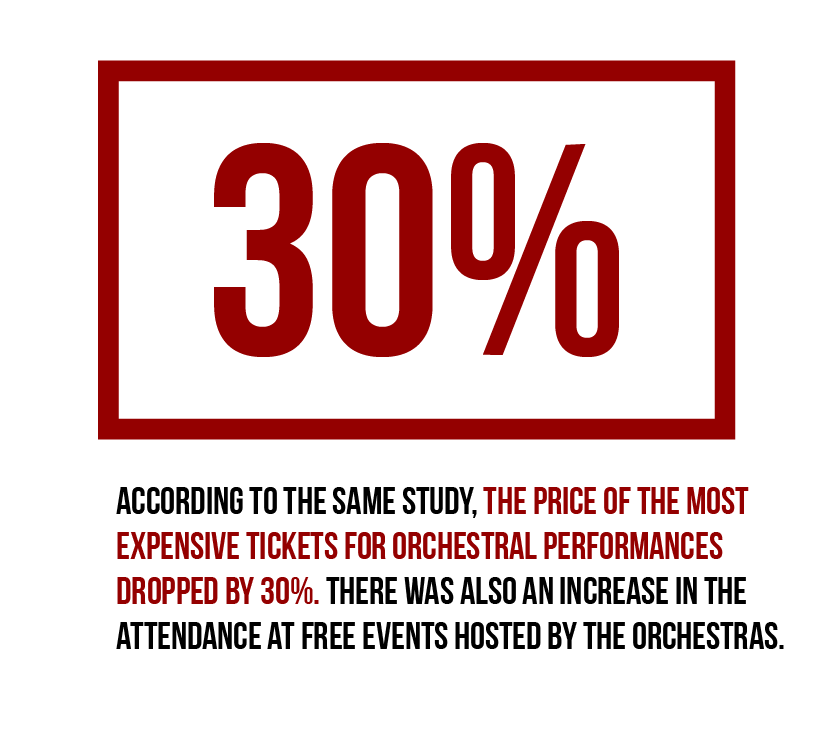 30%
ACCORDING TO THE SAME STUDY, THE PRICE OF THE MOST
EXPENSIVE TICKETS FOR ORCHESTRAL PERFORMANCES
DROPPED BY 30%. THERE WAS ALSO AN INCREASE IN THE
ATTENDANCE AT FREE EVENTS HOSTED BY THE ORCHESTRAS.